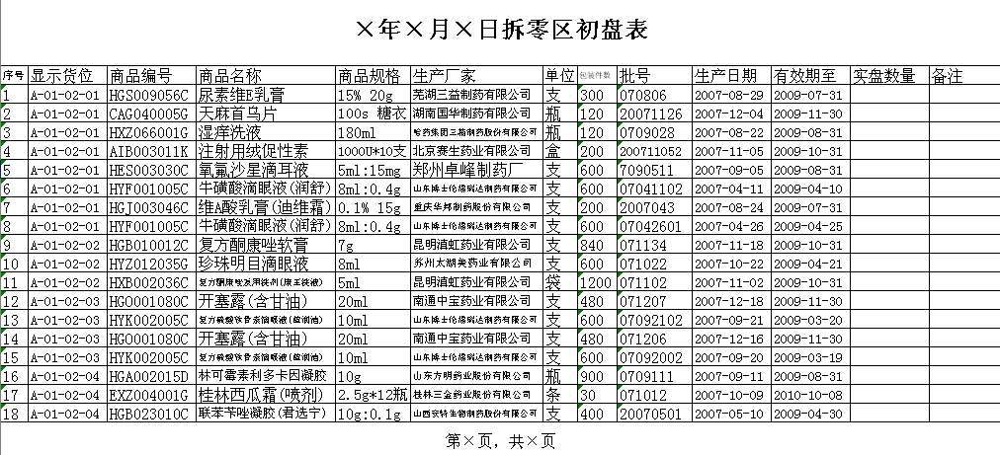 ×年×月×日拆零区初盘表
序号 显示货位 商品编号 商品名称 商品规格 生产厂家 单位 包装件数 批号 生产日期 有效期至 实盘数量 备注
1 A-01-02-01 HGS009056C 尿素维E乳膏 15% 20g 芜湖三益制药有限公司 支 300 070806 2007-08-29 2009-07-31
2 A-01-02-01 CAG040005G 天麻首乌片 100s 糖衣 湖南国华制药有限公司 瓶 120 20071126 2007-12-04 2009-11-30
3 A-01-02-01 HXZ066001G 湿痒洗液 180ml 哈药集团三精制药股份有限公司 瓶 120 0709028 2007-08-22 2009-08-31
4 A-01-02-01 AIB003011K 注射用绒促性素 1000U*10支 北京赛生药业有限公司 盒 200 200711052 2007-11-05 2009-10-31
5 A-01-02-01 HES003030C 氧氟沙星滴耳液 5ml:15mg 郑州卓峰制药厂 支 600 7090511 2007-09-05 2009-08-31
6 A-01-02-01 HYF001005C 牛磺酸滴眼液(润舒) 8ml:0.4g 山东博士伦福瑞达制药有限公司 支 600 07041102 2007-04-11 2009-04-10
7 A-01-02-01 HGJ003046C 维A酸乳膏(迪维霜) 0.1% 15g 重庆华邦制药股份有限公司 支 200 2007043 2007-08-24 2009-07-31
8 A-01-02-01 HYF001005C 牛磺酸滴眼液(润舒) 8ml:0.4g 山东博士伦福瑞达制药有限公司 支 600 07042601 2007-04-26 2009-04-25
9 A-01-02-02 HGB010012C 复方酮康唑软膏 7g 昆明滇虹药业有限公司 支 840 071134 2007-11-18 2009-10-31
10 A-01-02-02 HYZ012035G 珍珠明目滴眼液 8ml 苏州太湖美药业有限公司 支 600 071022 2007-10-22 2009-04-21
11 A-01-02-02 HXB002036C 复方酮康唑发用洗剂(康王洗液) 5ml 昆明滇虹药业有限公司 袋 1200 071102 2007-11-02 2009-10-31
12 A-01-02-03 HGO001080C 开塞露(含甘油) 20ml 南通中宝药业有限公司 支 480 071207 2007-12-18 2009-11-30
13 A-01-02-03 HYK002005C 复方硫酸软骨素滴眼液(润洁) 10ml 山东博士伦福瑞达制药有限公司 支 600 07092102 2007-09-21 2009-03-20
14 A-01-02-03 HGO001080C 开塞露(含甘油) 20ml 南通中宝药业有限公司 支 480 071206 2007-12-16 2009-11-30
15 A-01-02-03 HYK002005C 复方硫酸软骨素滴眼液(润洁) 10ml 山东博士伦福瑞达制药有限公司 支 600 07092002 2007-09-20 2009-03-19
16 A-01-02-04 HGA002015D 林可霉素利多卡因凝胶 10g 山东方明药业股份有限公司 瓶 900 0709111 2007-09-11 2009-08-31
17 A-01-02-04 EXZ004001G 桂林西瓜霜(喷剂) 2.5g*12瓶 桂林三金药业股份有限公司 条 30 071012 2007-10-09 2010-10-08
18 A-01-02-04 HGB023010C 联苯苄唑凝胶(君选宁) 10g:0.1g 山西安特生物制药股份有限公司 支 400 20070501 2007-05-10 2009-04-30
第×页，共×页